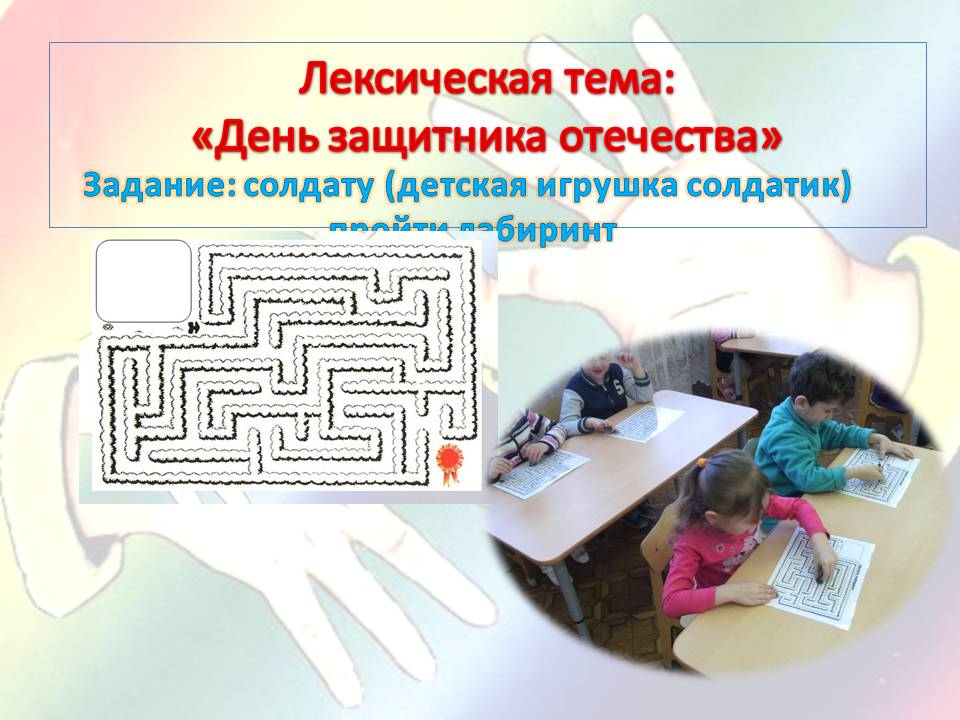 Лексическая тема:
«День защитника отечества»
Задание: солдату (детская игрушка солдатик)
пройти лабиринт